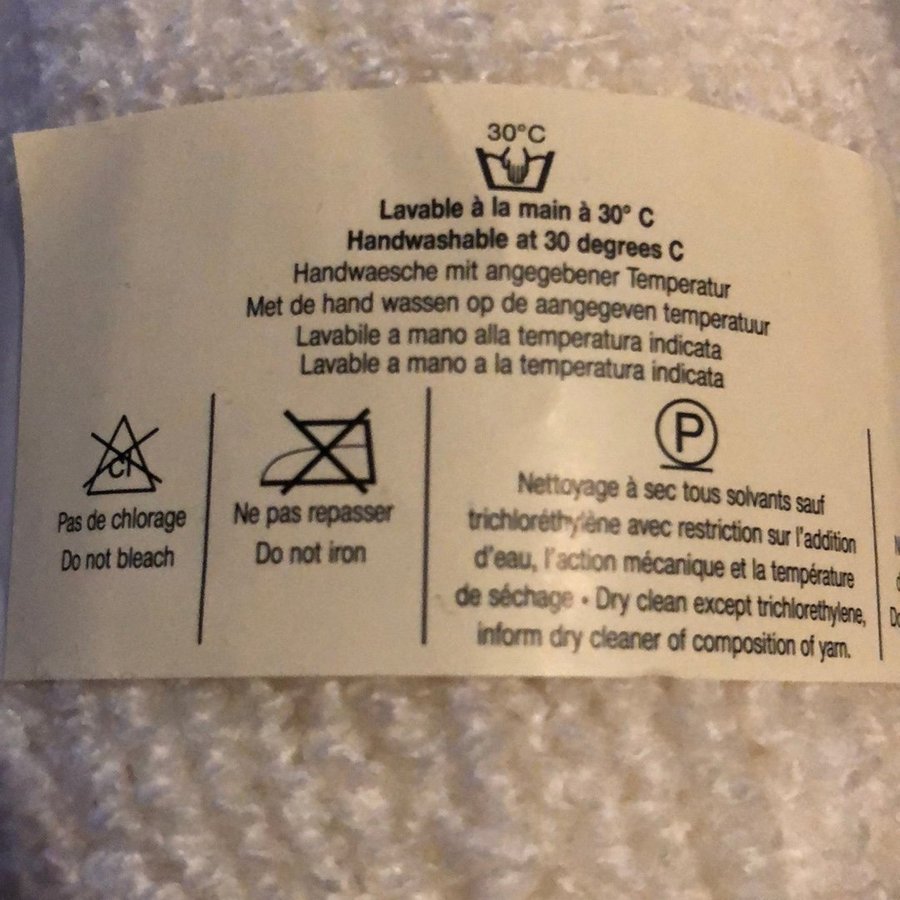 30°C
Lavable à la main à 30° C
Handwashable at 30 degrees C
Handwaesche mit angegebener Temperatur
Met de hand wassen op de aangegeven temperatuur
Lavabile a mano alla temperatura indicata
Lavable a mano a la temperatura indicata
Cl
Pas de chlorage
Do not bleach
Ne pas repasser
Do not iron
P
Nettoyage à sec tous solvants sauf
trichloréthylène avec restriction sur l'addition
d'eau, l'action mécanique et la température
de séchage • Dry clean except trichlorethylene,
inform dry cleaner of composition of yarn.